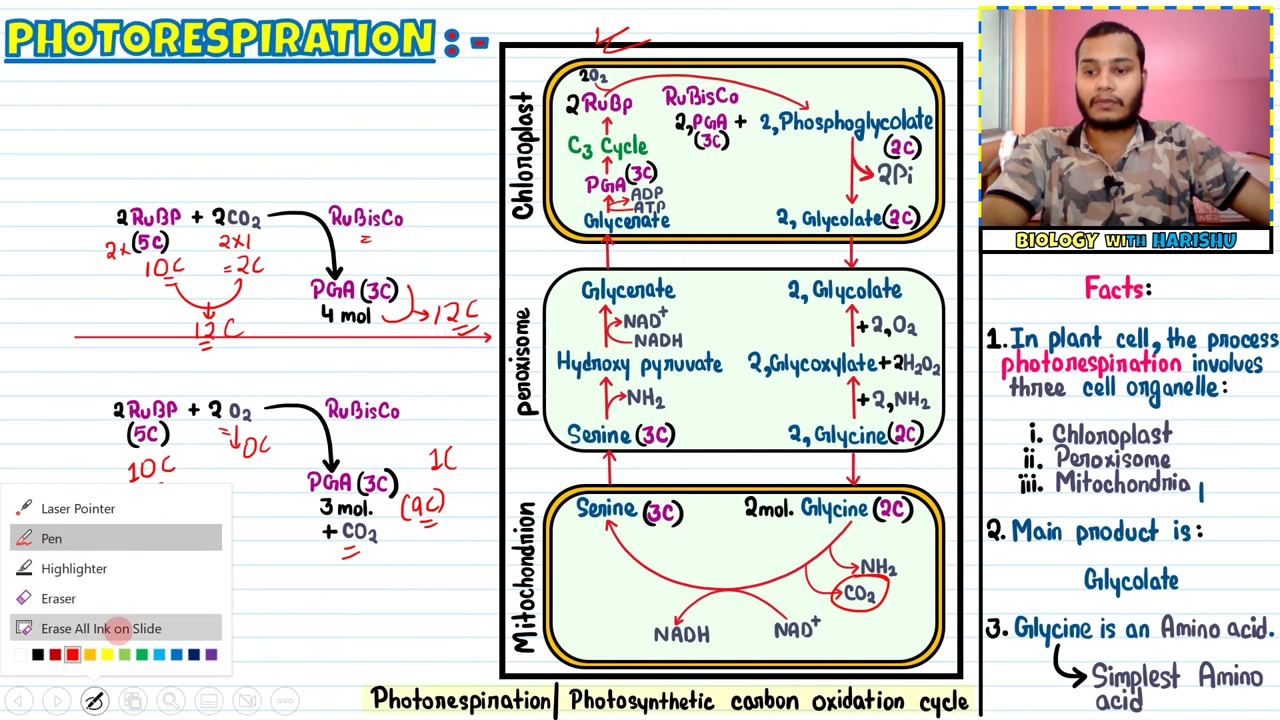 PHOTORESPIRATION:-
2RuBP + 2CO₂
RuBisCo
2x(5C)
2x1
10C
=2C
PGA (3C)
4 mol
12C
12C
2RuBP + 2 O₂
RuBisCo
(5C)
0C
10C
PGA (3C)
3 mol.
+ CO₂
1C
(9C)
Laser Pointer
Pen
Highlighter
Eraser
Erase All Ink on Slide
Chloroplast
2O₂
2RuBp
RuBisCo
2,PGA +
(3C)
2,Phosphoglycolate
(2C)
C₃ Cycle
2Pi
PGA(3C)
ADP
ATP
Glycerate
2, Glycolate(2C)
peroxisome
Glycerate
2, Glycolate
NAD⁺
NADH
+2,O₂
Hydroxy pyruvate
2,Glycoxylate+2H₂O₂
NH₂
+2,NH₂
Serine(3C)
2, Glycine(2C)
Mitochondrion
Serine(3C)
2mol. Glycine(2C)
NH₂
CO₂
NADH
NAD⁺
Photorespiration/Photosynthetic carbon oxidation cycle
BIOLOGY WITH HARISHU
Facts:
1. In plant cell, the process
photorespiration involves
three cell organelle:
i. Chloroplast
ii. Peroxisome
iii. Mitochondria
2. Main product is:
Glycolate
3. Glycine is an Amino acid.
Simplest Amino
acid